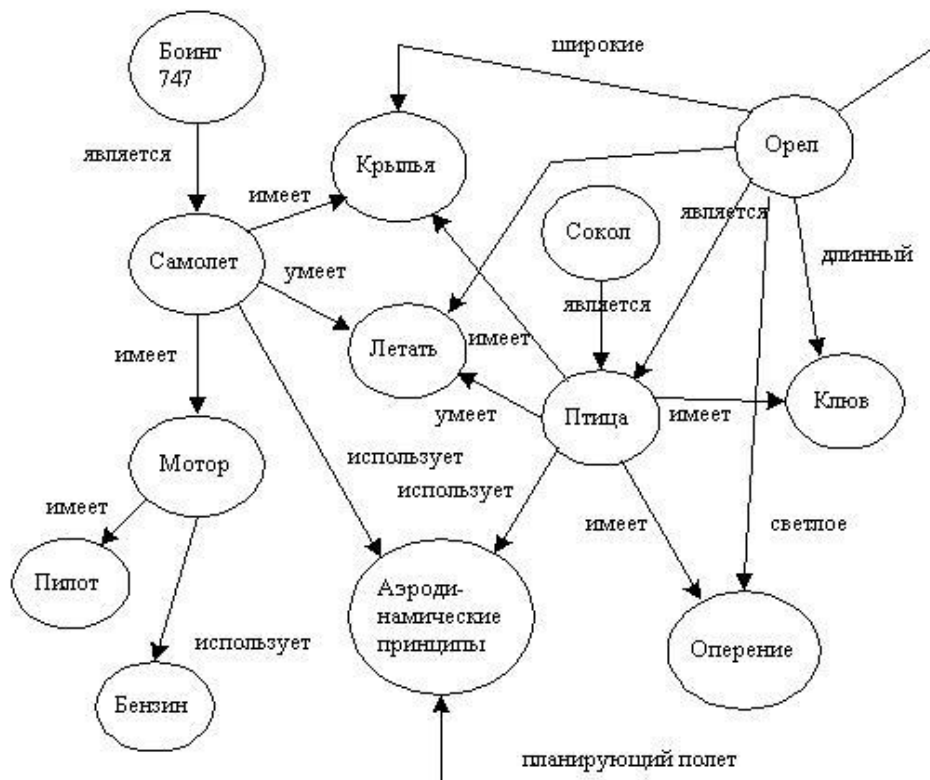 Боинг
747
широкие
является
Крылья
Орел
имеет
является
Сокол
Самолет
длинный
умеет
является
имеет
Летать
имеет
умеет
Птица
имеет
Клюв
Мотор
использует
использует
имеет
имеет
светлое
Пилот
Аэроди-
намические
принципы
использует
Оперение
Бензин
планирующий полет